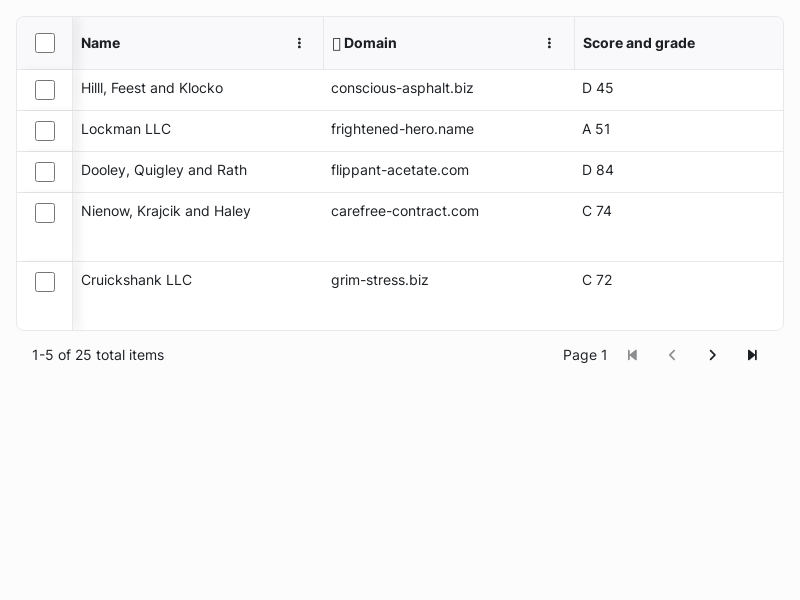 Name Domain Score and grade
Hilll, Feest and Klocko conscious-asphalt.biz D 45
Lockman LLC frightened-hero.name A 51
Dooley, Quigley and Rath flippant-acetate.com D 84
Nienow, Krajcik and Haley carefree-contract.com C 74
Cruickshank LLC grim-stress.biz C 72
1-5 of 25 total items Page 1